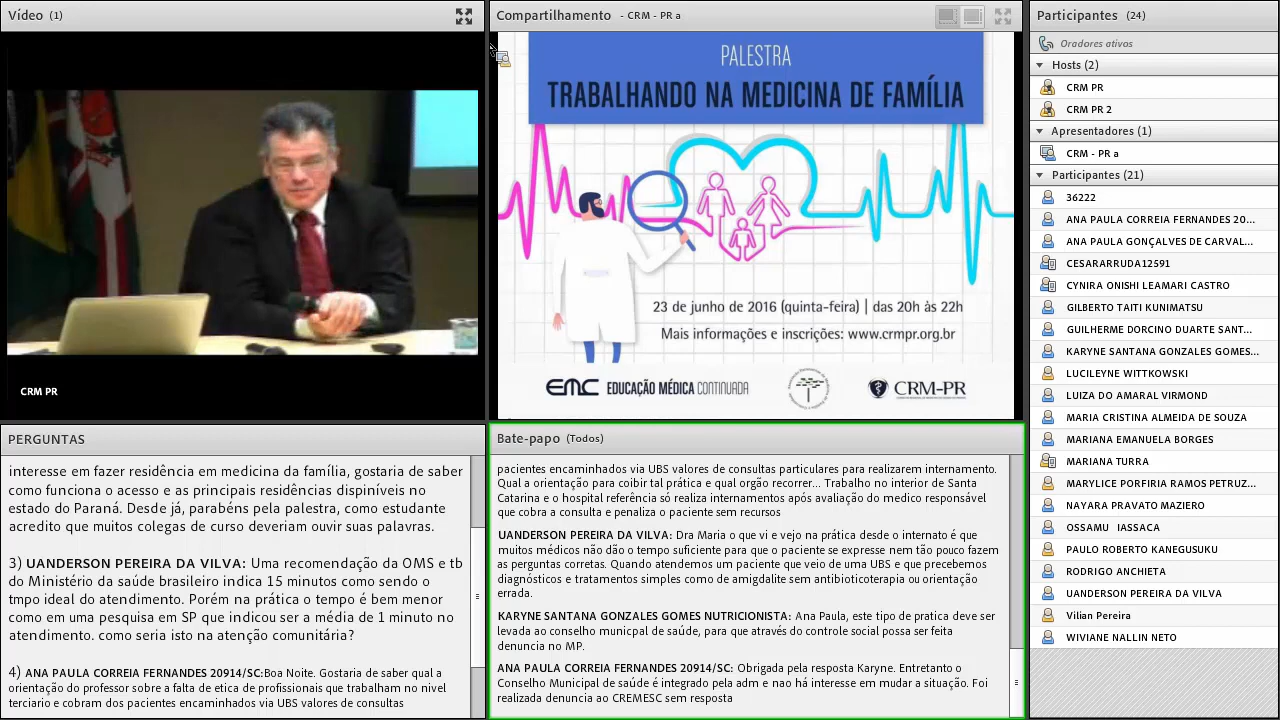 Vídeo (1)
CRM PR
Compartilhamento - CRM - PR a
PALESTRA
TRABALHANDO NA MEDICINA DE FAMÍLIA
23 de junho de 2016 (quinta-feira) | das 20h às 22h
Mais informações e inscrições: www.crmpr.org.br
EMC EDUCAÇÃO MÉDICA CONTINUADA
CRM-PR
PERGUNTAS
interesse em fazer residência em medicina da família, gostaria de saber
como funciona o acesso e as principais residências dispiníveis no
estado do Paraná. Desde já, parabéns pela palestra, como estudante
acredito que muitos colegas de curso deveriam ouvir suas palavras.
3) UANDERSON PEREIRA DA VILVA: Uma recomendação da OMS e tb
do Ministério da saúde brasileiro indica 15 minutos como sendo o
tmpo ideal do atendimento. Porém na prática o tempo é bem menor
como em uma pesquisa em SP que indicou ser a média de 1 minuto no
atendimento. como seria isto na atenção comunitária?
4) ANA PAULA CORREIA FERNANDES 20914/SC:Boa Noite. Gostaria de saber qual a
orientação do professor sobre a falta de etica de profissionais que trabalham no nivel
terciario e cobram dos pacientes encaminhados via UBS valores de consultas
Bate-papo (Todos)
pacientes encaminhados via UBS valores de consultas particulares para realizarem internamento.
Qual a orientação para coibir tal prática e qual orgão recorrer... Trabalho no interior de Santa
Catarina e o hospital referência só realiza internamentos após avaliação do medico responsável
que cobra a consulta e penaliza o paciente sem recursos
UANDERSON PEREIRA DA VILVA: Dra Maria o que vi e vejo na prática desde o internato é que
muitos médicos não dão o tempo suficiente para que o paciente se expresse nem tão pouco fazem
as perguntas corretas. Quando atendemos um paciente que veio de uma UBS e que precebemos
diagnósticos e tratamentos simples como de amigdalite sem antibioticoterapia ou orientação
errada.
KARYNE SANTANA GONZALES GOMES NUTRICIONISTA: Ana Paula, este tipo de pratica deve ser
levada ao conselho municpal de saúde, para que através do controle social possa ser feita
denuncia no MP.
ANA PAULA CORREIA FERNANDES 20914/SC: Obrigada pela resposta Karyne. Entretanto o
Conselho Municipal de saúde é integrado pela adm e nao há interesse em mudar a situação. Foi
realizada denuncia ao CREMESC sem resposta
Participantes (24)
Oradores ativos
Hosts (2)
CRM PR
CRM PR 2
Apresentadores (1)
CRM - PR a
Participantes (21)
36222
ANA PAULA CORREIA FERNANDES 20...
ANA PAULA GONÇALVES DE CARVAL...
CESARARRUDA12591
CYNIRA ONISHI LEAMARI CASTRO
GILBERTO TAITI KUNIMATSU
GUILHERME DORCINO DUARTE SANT...
KARYNE SANTANA GONZALES GOMES...
LUCILEYNE WITTKOWSKI
LUIZA DO AMARAL VIRMOND
MARIA CRISTINA ALMEIDA DE SOUZA
MARIANA EMANUELA BORGES
MARIANA TURRA
MARYLICE PORFIRIA RAMOS PETRUZ...
NAYARA PRAVATO MAZIERO
OSSAMU IASSACA
PAULO ROBERTO KANEGUSUKU
RODRIGO ANCHIETA
UANDERSON PEREIRA DA VILVA
Vilian Pereira
WIVIANE NALLIN NETO